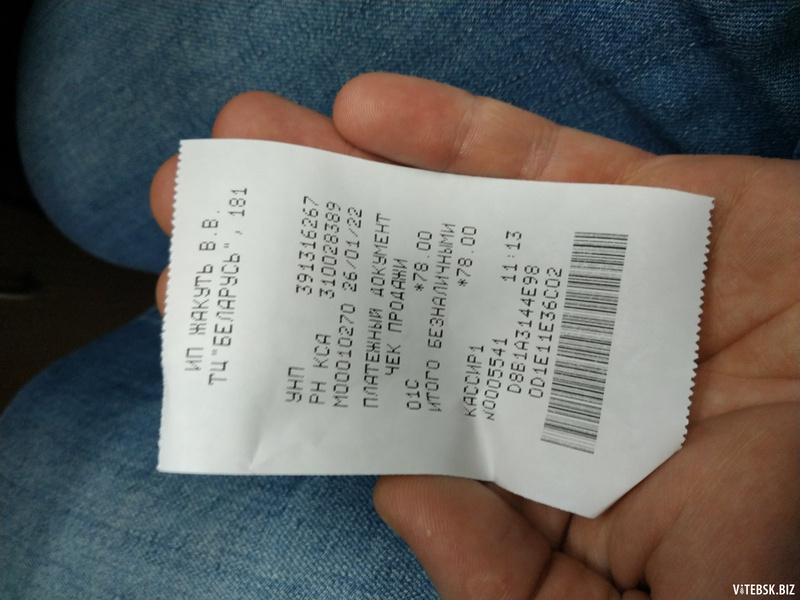 ИП ЖАКУТЬ В.В.
ТЦ"БЕЛАРУСЬ", 181
УНП 391316267
РН КСА 310028389
М00010270 26/01/22
ПЛАТЕЖНЫЙ ДОКУМЕНТ
ЧЕК ПРОДАЖИ
01С *78.00
ИТОГО БЕЗНАЛИЧНЫМИ
*78.00
КАССИР1
N0005541 11:13
D8B1A3144E98
0D1E11E36C02
VITEBSK.BIZ